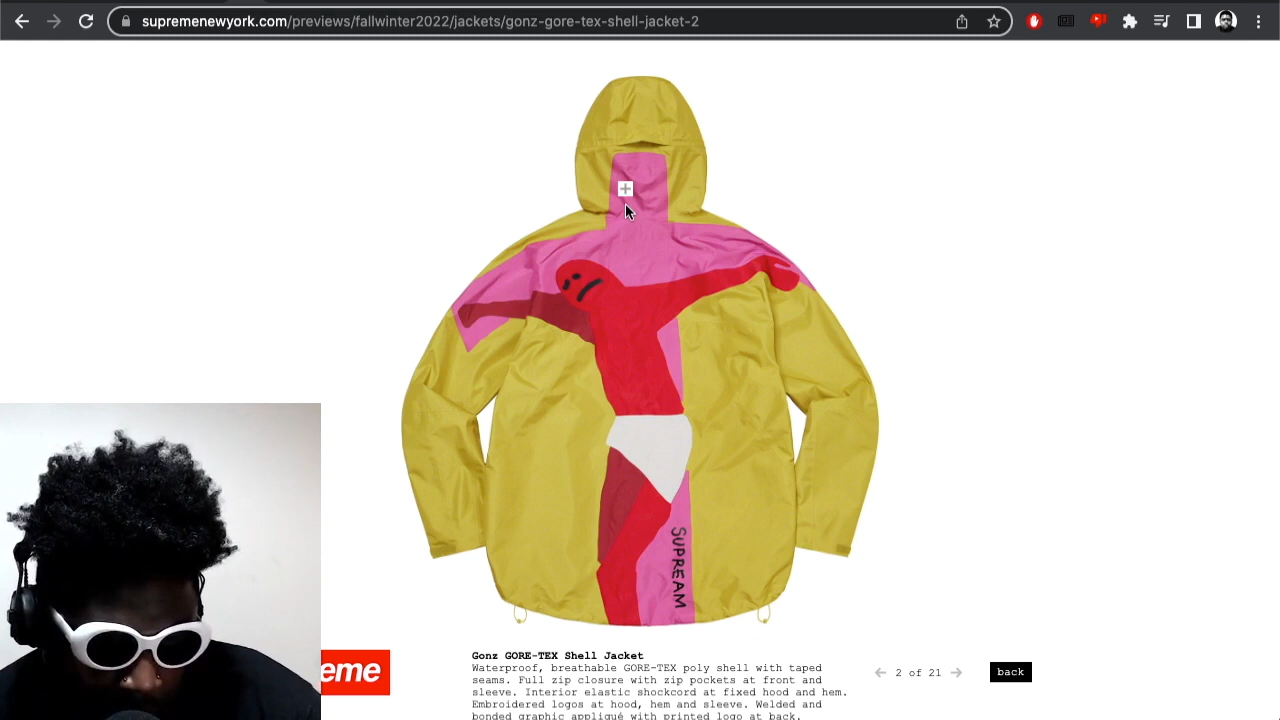 supremenewyork.com/previews/fallwinter2022/jackets/gonz-gore-tex-shell-jacket-2
SUPREAM
eme
Gonz GORE-TEX Shell Jacket
Waterproof, breathable GORE-TEX poly shell with taped
seams. Full zip closure with zip pockets at front and
sleeve. Interior elastic shockcord at fixed hood and hem.
Embroidered logos at hood, hem and sleeve. Welded and
bonded graphic appliqué with printed logo at back.
2 of 21
back